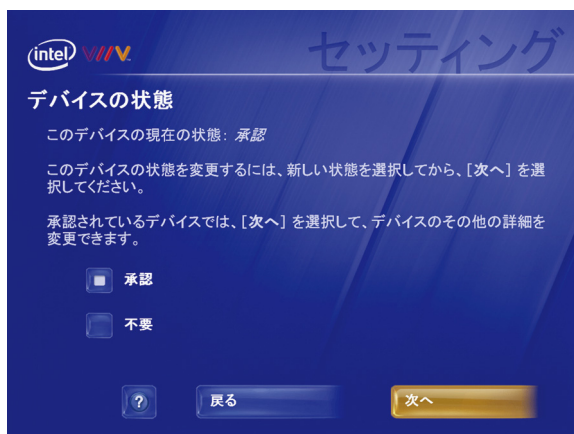 intel VIIV
セッティング
デバイスの状態
このデバイスの現在の状態: 承認
このデバイスの状態を変更するには、新しい状態を選択してから、[次へ] を選
択してください。
承認されているデバイスでは、[次へ] を選択して、デバイスのその他の詳細を
変更できます。
承認
不要
?
戻る
次へ